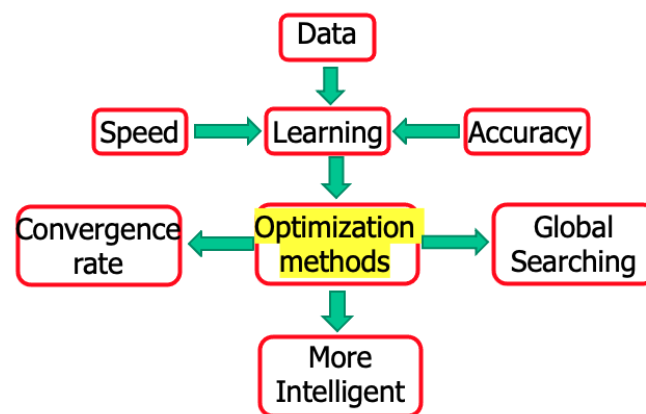 Data
Speed
Learning
Accuracy
Convergence
rate
Optimization
methods
Global
Searching
More
Intelligent